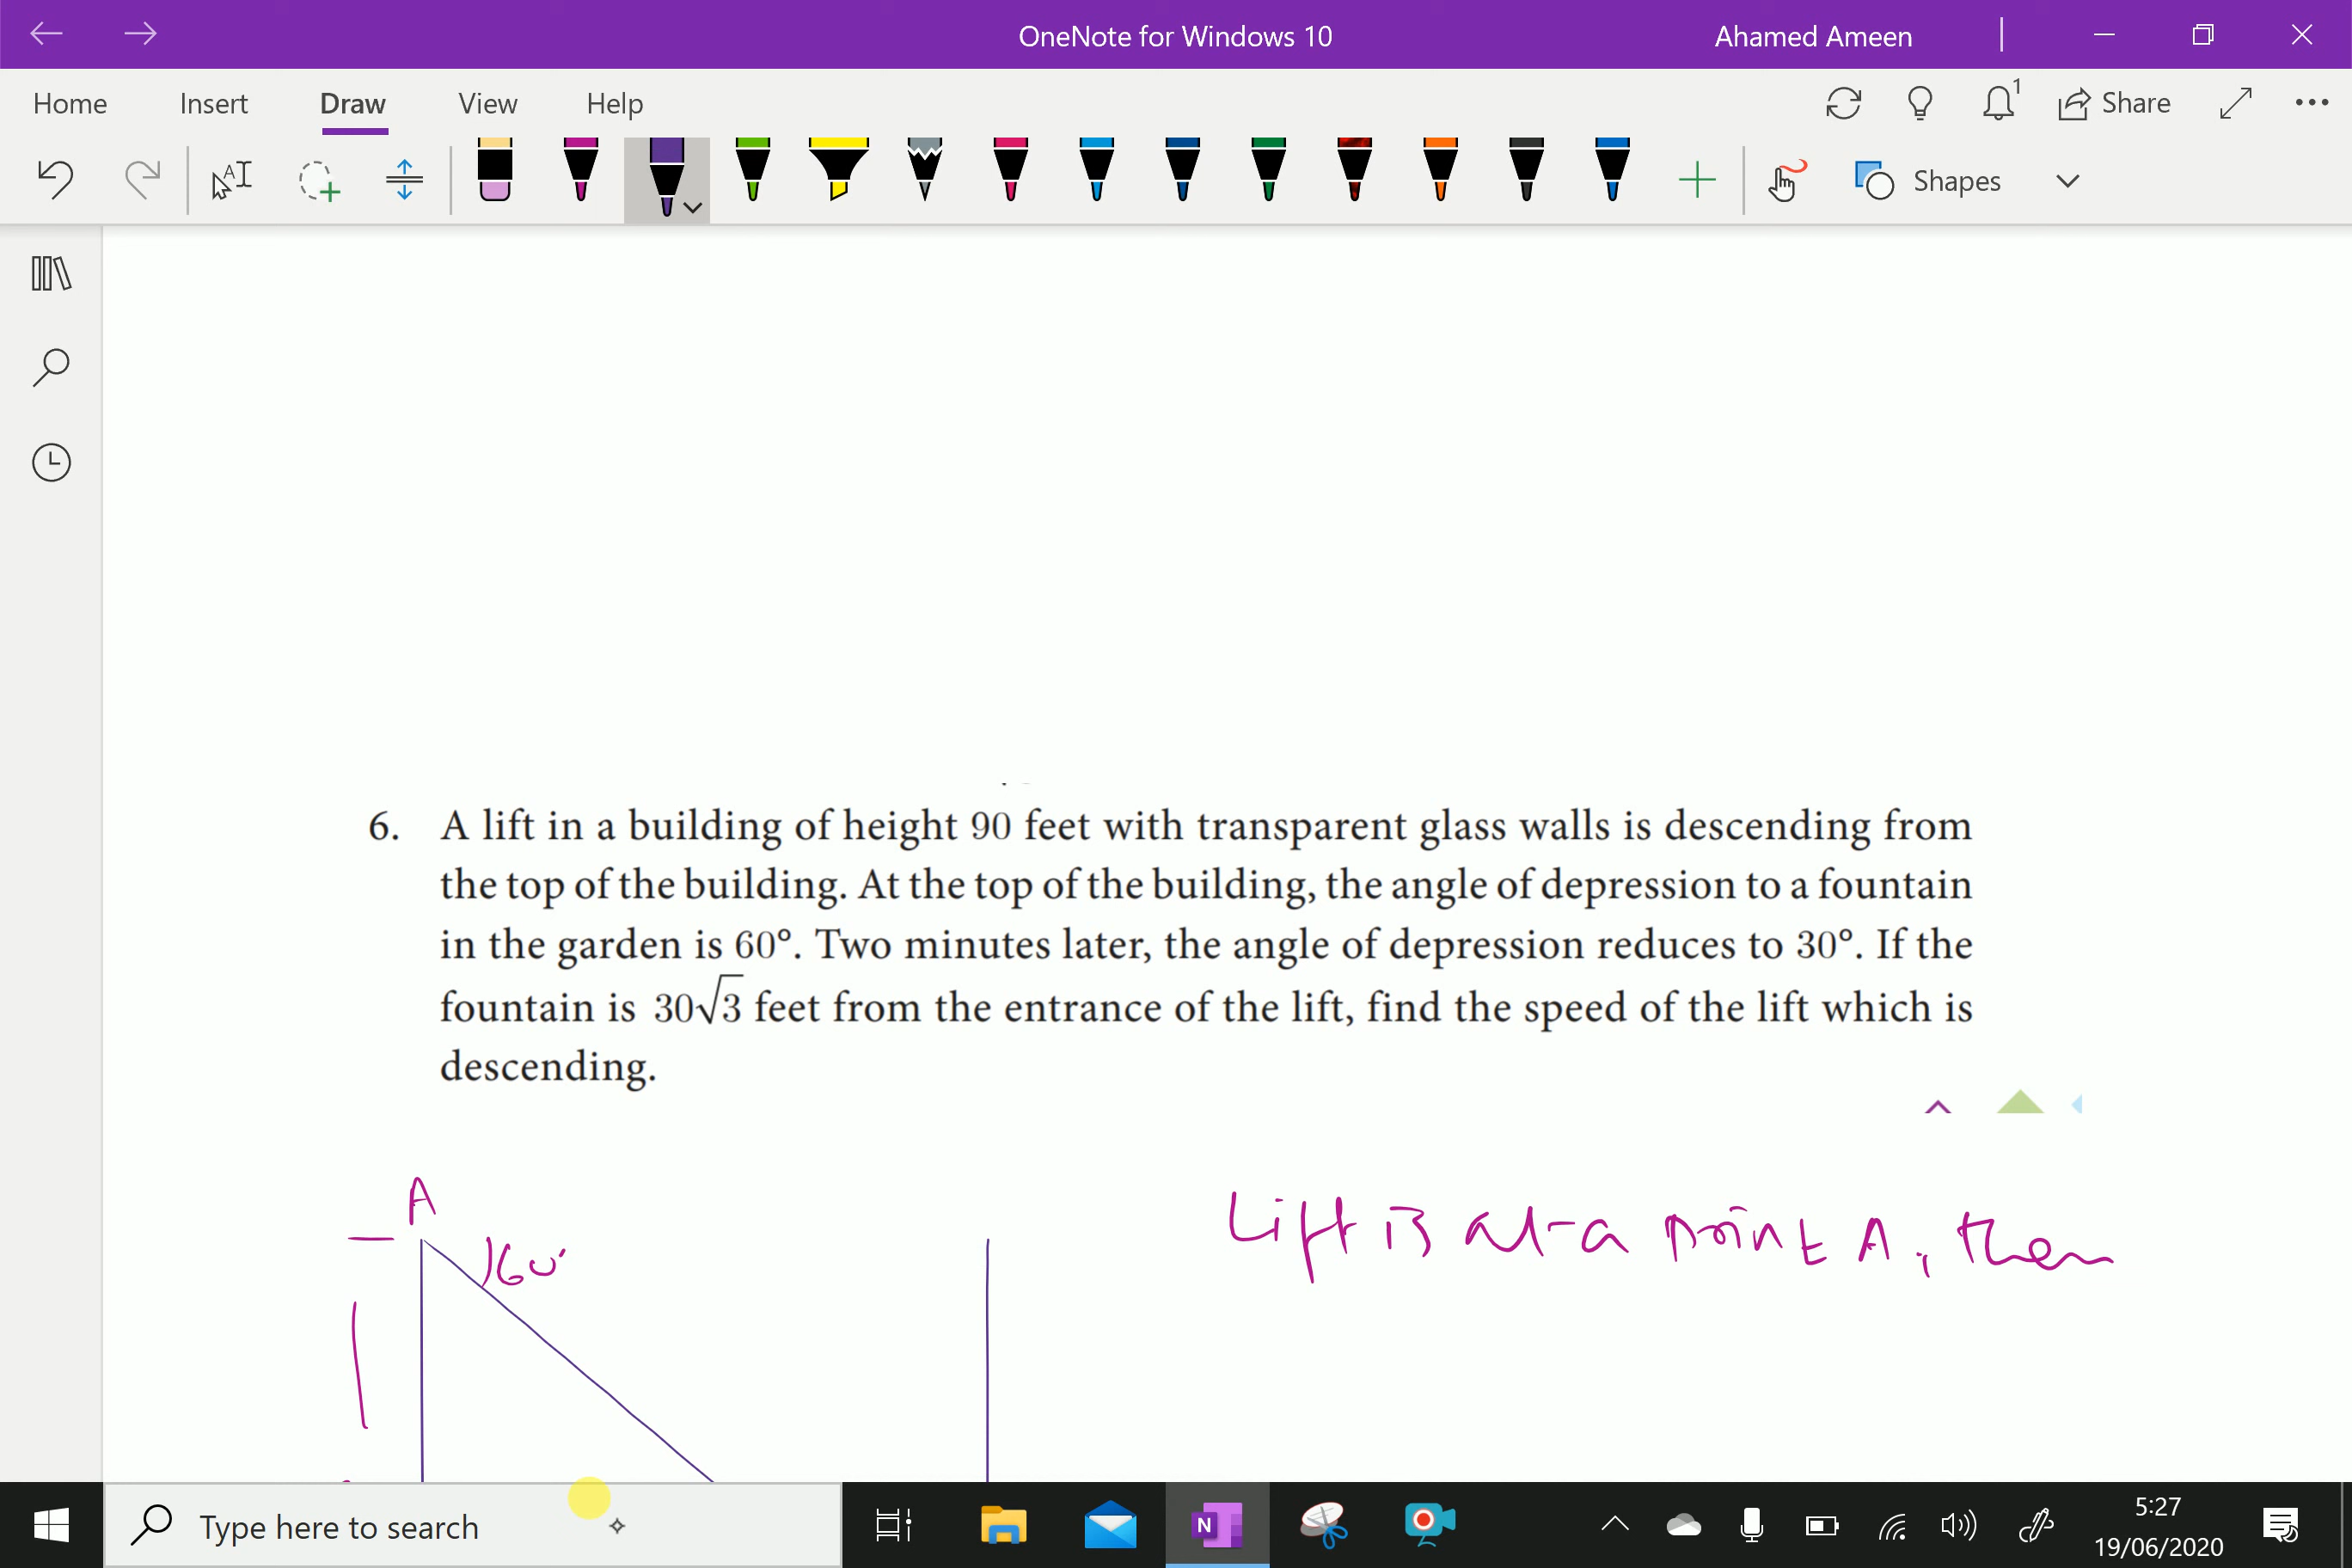 OneNote for Windows 10
Ahamed Ameen
Home Insert Draw View Help
1
Share
Shapes
6. A lift in a building of height 90 feet with transparent glass walls is descending from
the top of the building. At the top of the building, the angle of depression to a fountain
in the garden is 60°. Two minutes later, the angle of depression reduces to 30°. If the
fountain is 30√3 feet from the entrance of the lift, find the speed of the lift which is
descending.
A
60°
Lift is at a point A, then
Type here to search
N
5:27
19/06/2020